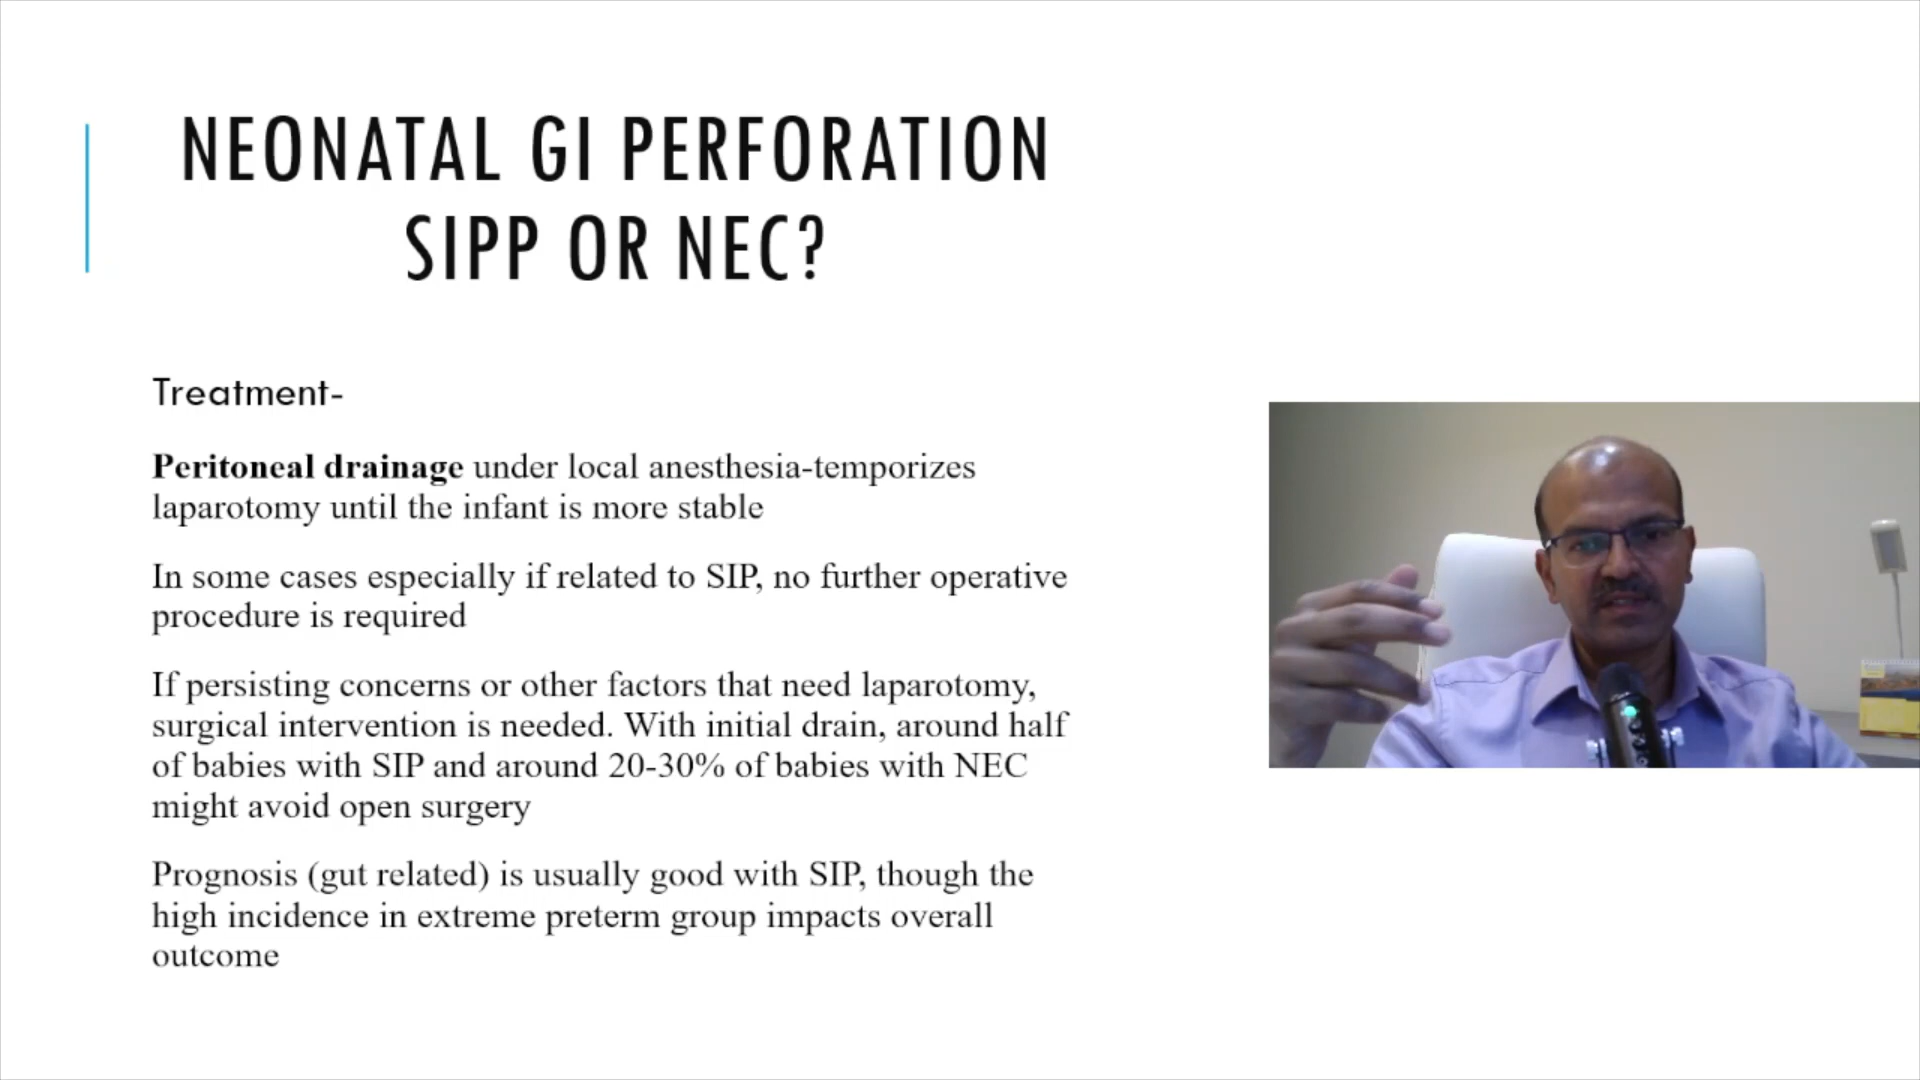 NEONATAL GI PERFORATION
SIPP OR NEC?
Treatment-
Peritoneal drainage under local anesthesia-temporizes
laparotomy until the infant is more stable
In some cases especially if related to SIP, no further operative
procedure is required
If persisting concerns or other factors that need laparotomy,
surgical intervention is needed. With initial drain, around half
of babies with SIP and around 20-30% of babies with NEC
might avoid open surgery
Prognosis (gut related) is usually good with SIP, though the
high incidence in extreme preterm group impacts overall
outcome